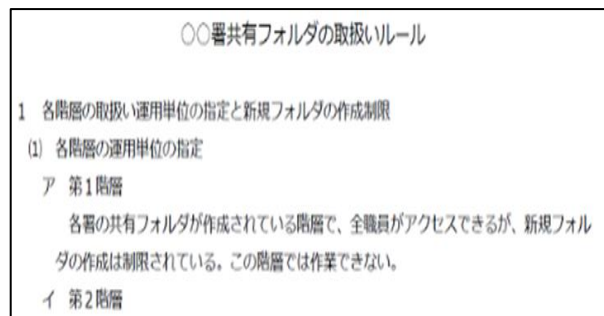 ○○署共有フォルダの取扱いルール
1 各階層の取扱い運用単位の指定と新規フォルダの作成制限
(1) 各階層の運用単位の指定
ア 第1階層
各署の共有フォルダが作成されている階層で、全職員がアクセスできるが、新規フォル
ダの作成は制限されている。この階層では作業できない。
イ 第2階層